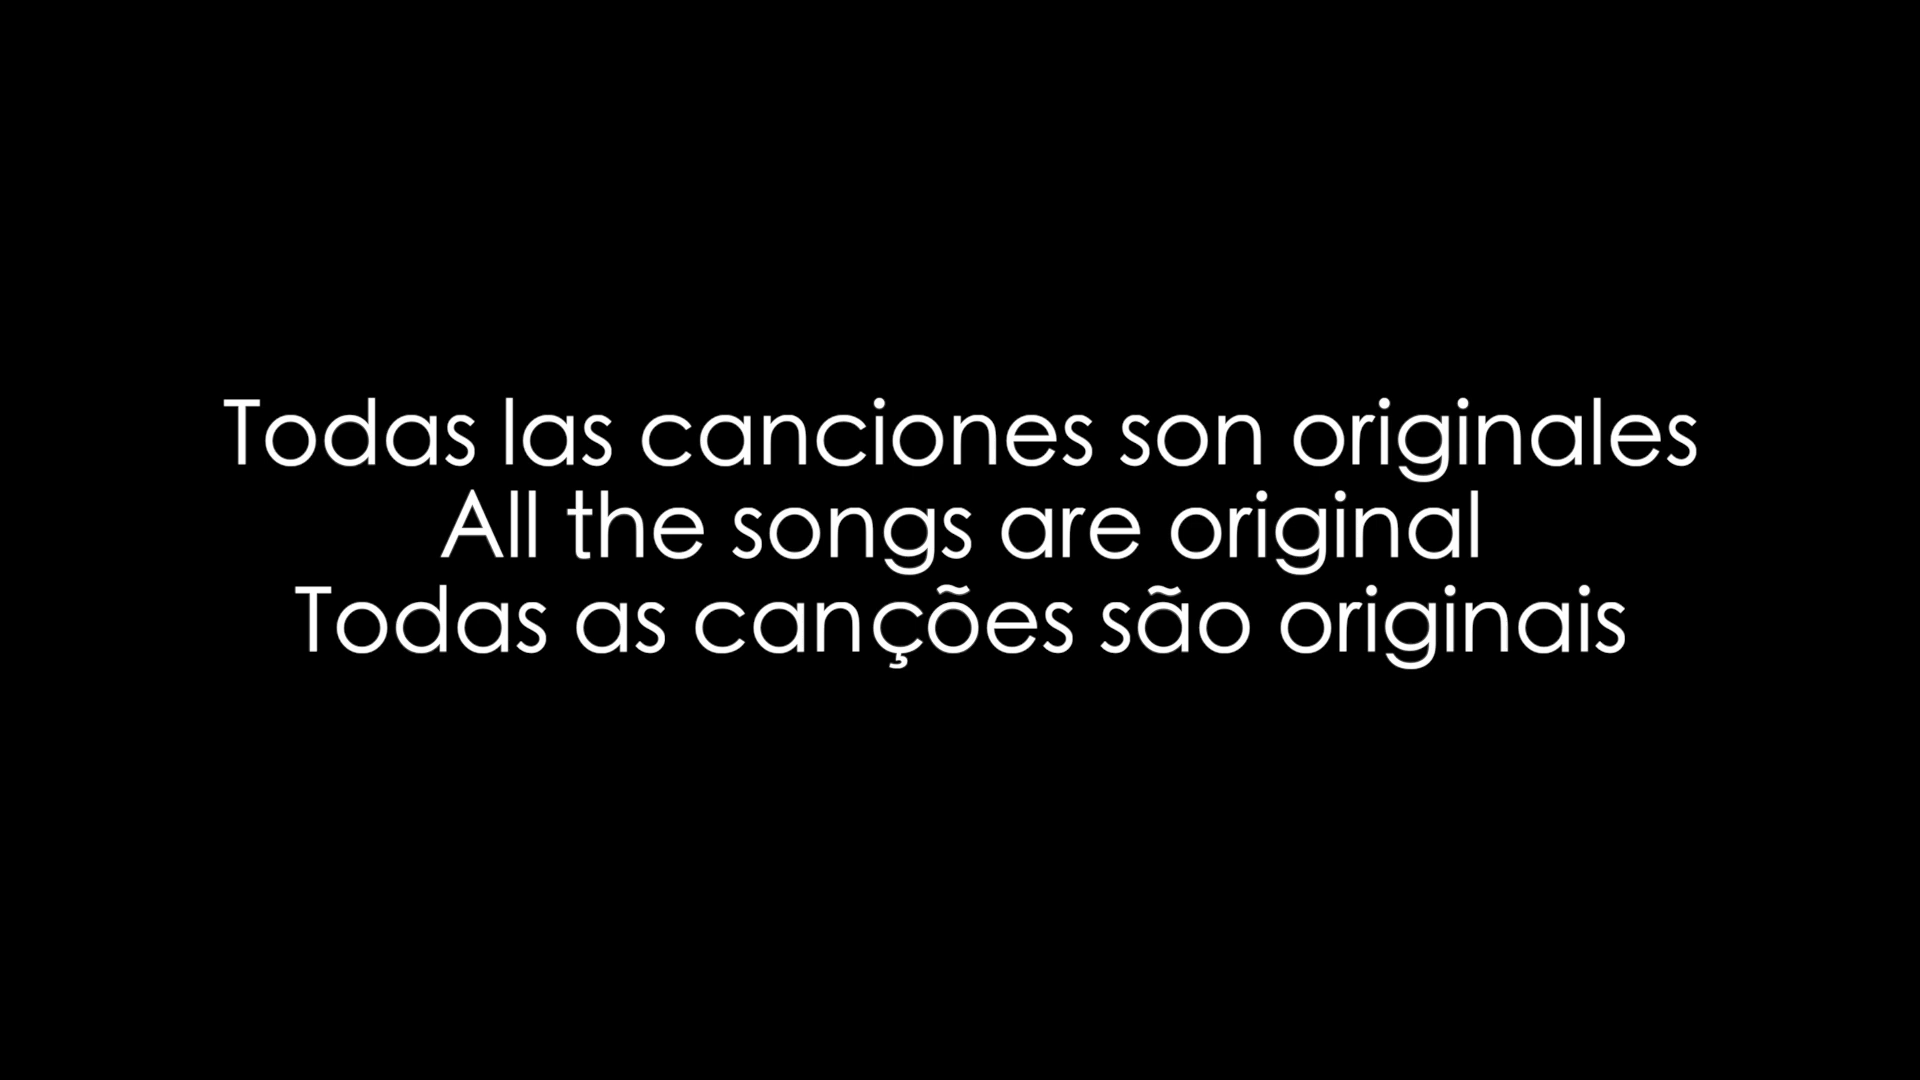 Todas las canciones son originales
All the songs are original
Todas as canções são originais